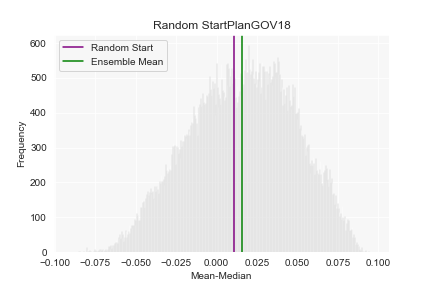 Random StartPlanGOV18
Random Start
Ensemble Mean
Frequency
600
500
400
300
200
100
0
−0.100 −0.075 −0.050 −0.025 0.000 0.025 0.050 0.075 0.100
Mean-Median